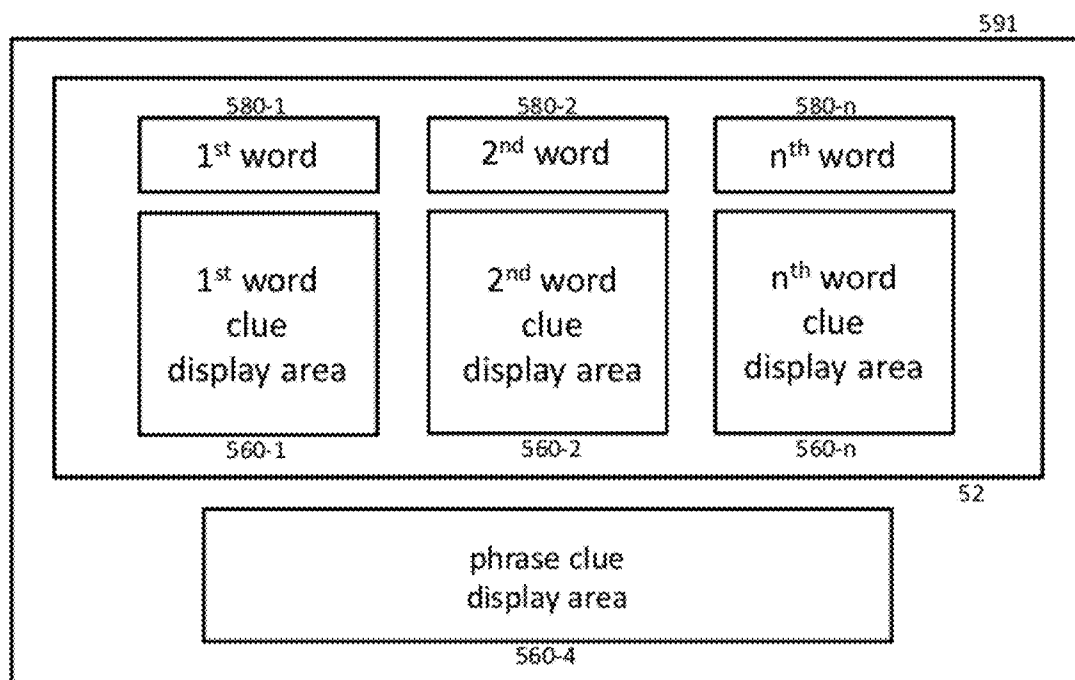 591
580-1 580-2 580-n
1st word 2nd word nth word
1st word 2nd word nth word
clue clue clue
display area display area display area
560-1 560-2 560-n
52
phrase clue
display area
560-4